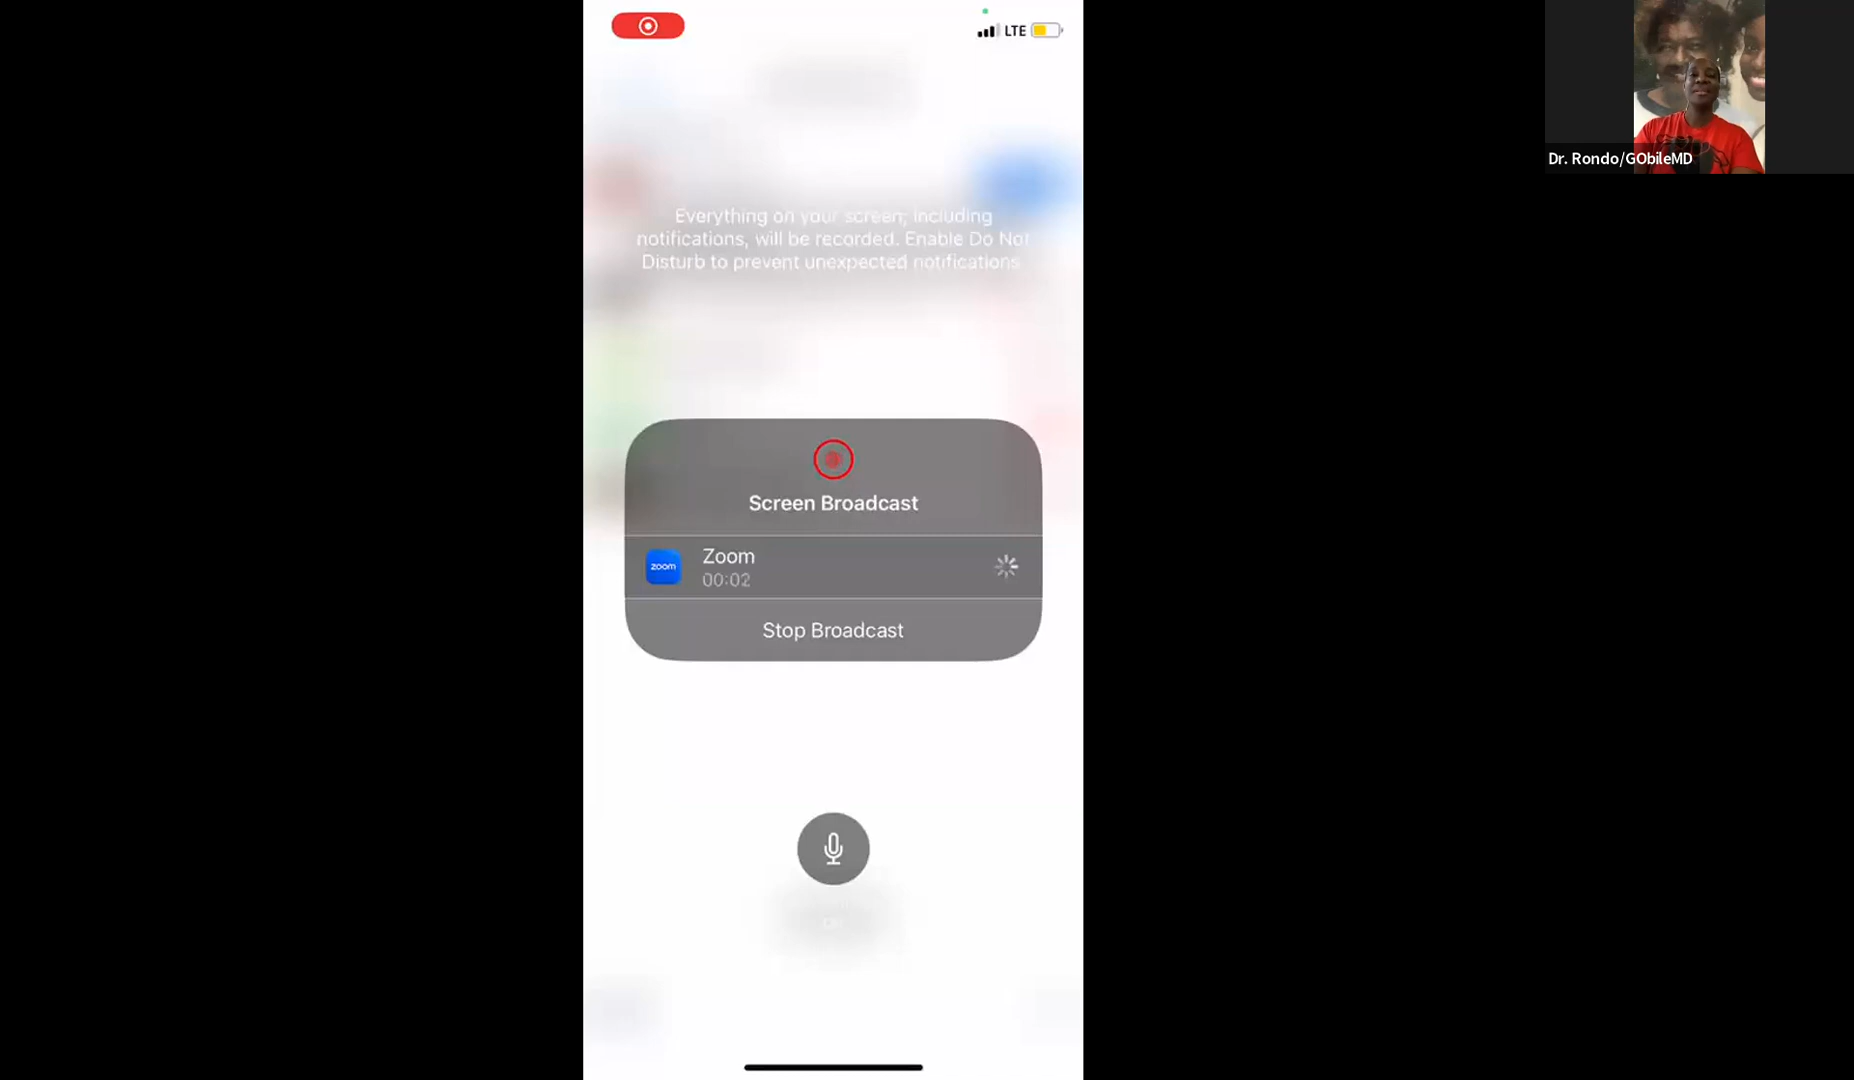 LTE
Dr. Rondo/GObileMD
Everything on your screen, including
notifications, will be recorded. Enable Do Not
Disturb to prevent unexpected notifications
Screen Broadcast
zoom
Zoom
00:02
Stop Broadcast